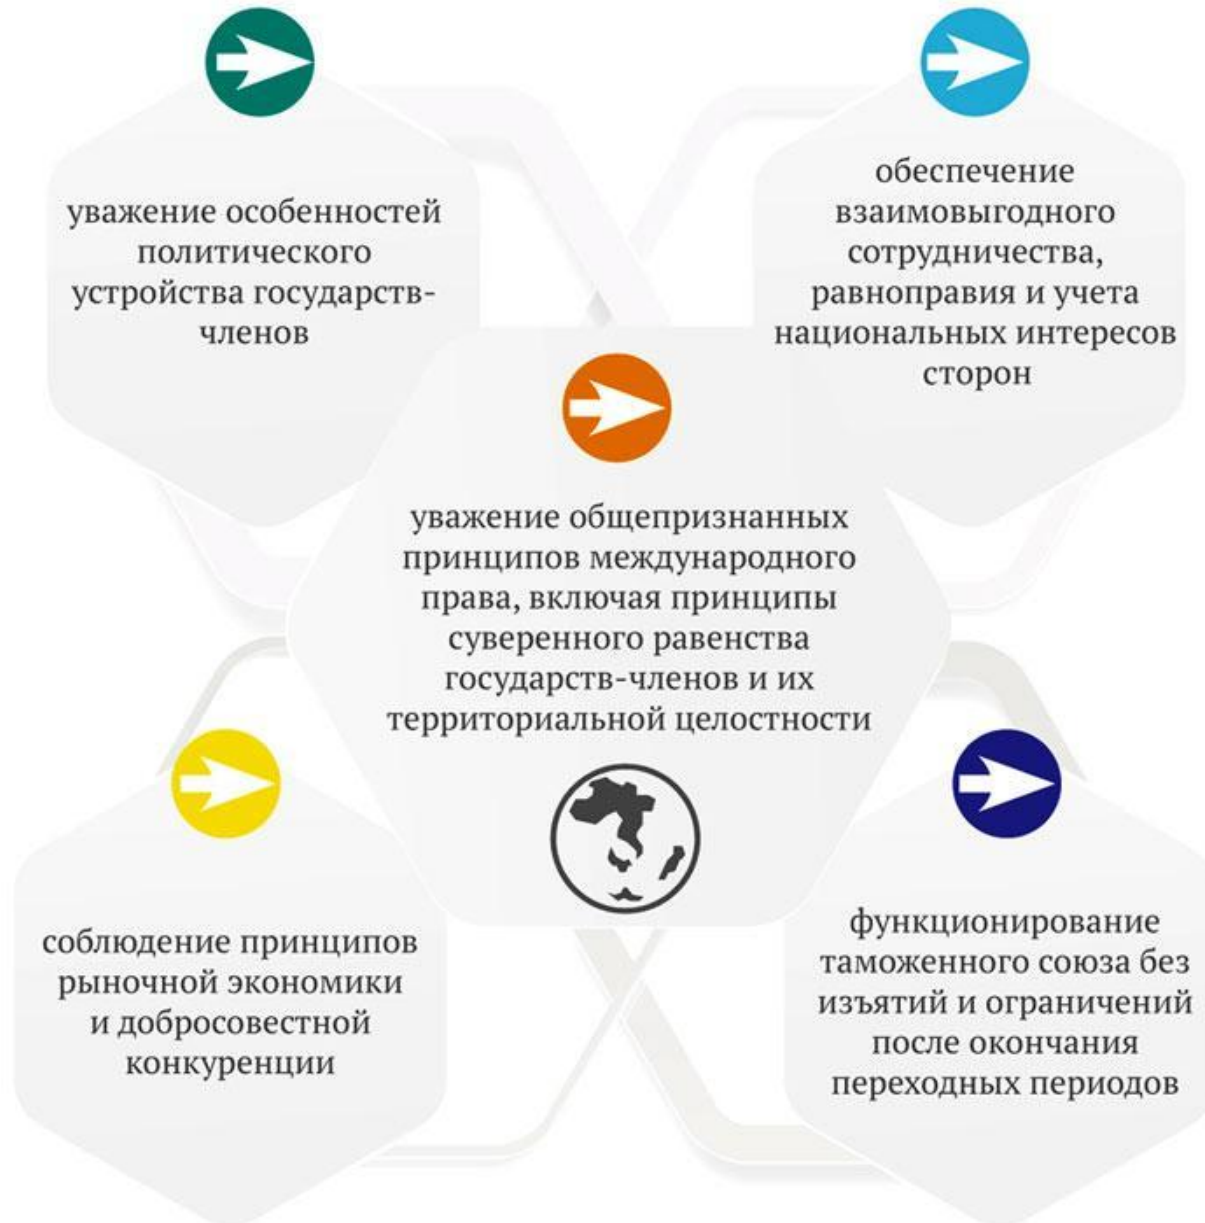 уважение особенностей
политического
устройства государств-
членов
обеспечение
взаимовыгодного
сотрудничества,
равноправия и учета
национальных интересов
сторон
уважение общепризнанных
принципов международного
права, включая принципы
суверенного равенства
государств-членов и их
территориальной целостности
соблюдение принципов
рыночной экономики
и добросовестной
конкуренции
функционирование
таможенного союза без
изъятий и ограничений
после окончания
переходных периодов